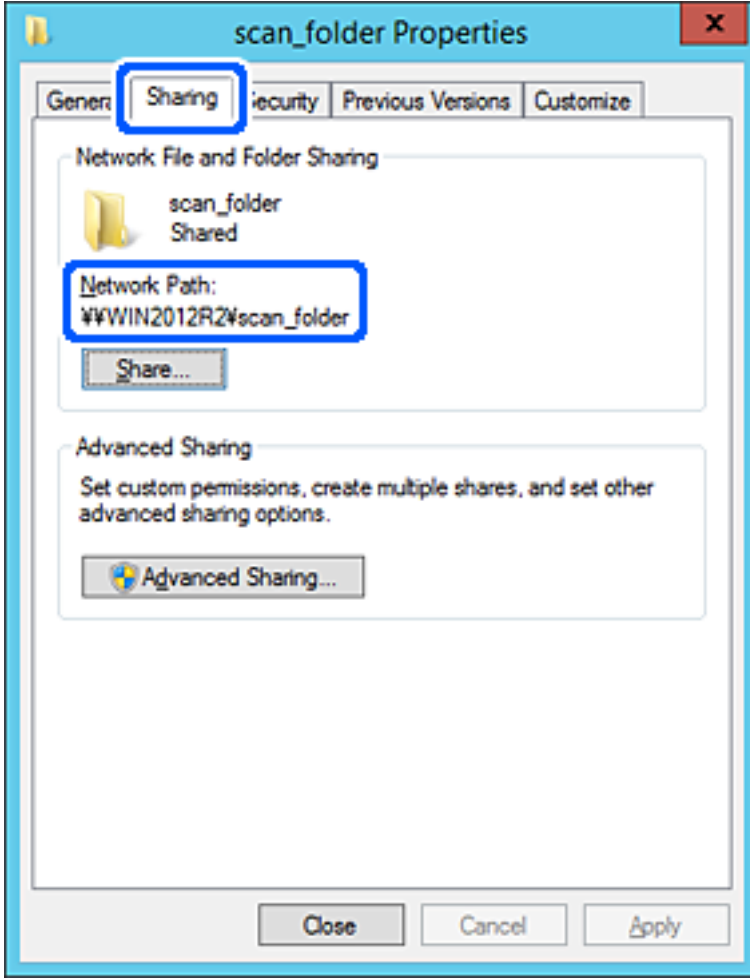 scan_folder Properties
x
General Sharing Security Previous Versions Customize
Network File and Folder Sharing
scan_folder
Shared
Network Path:
¥¥WIN2012R2¥scan_folder
Share...
Advanced Sharing
Set custom permissions, create multiple shares, and set other
advanced sharing options.
Advanced Sharing...
Close Cancel Apply